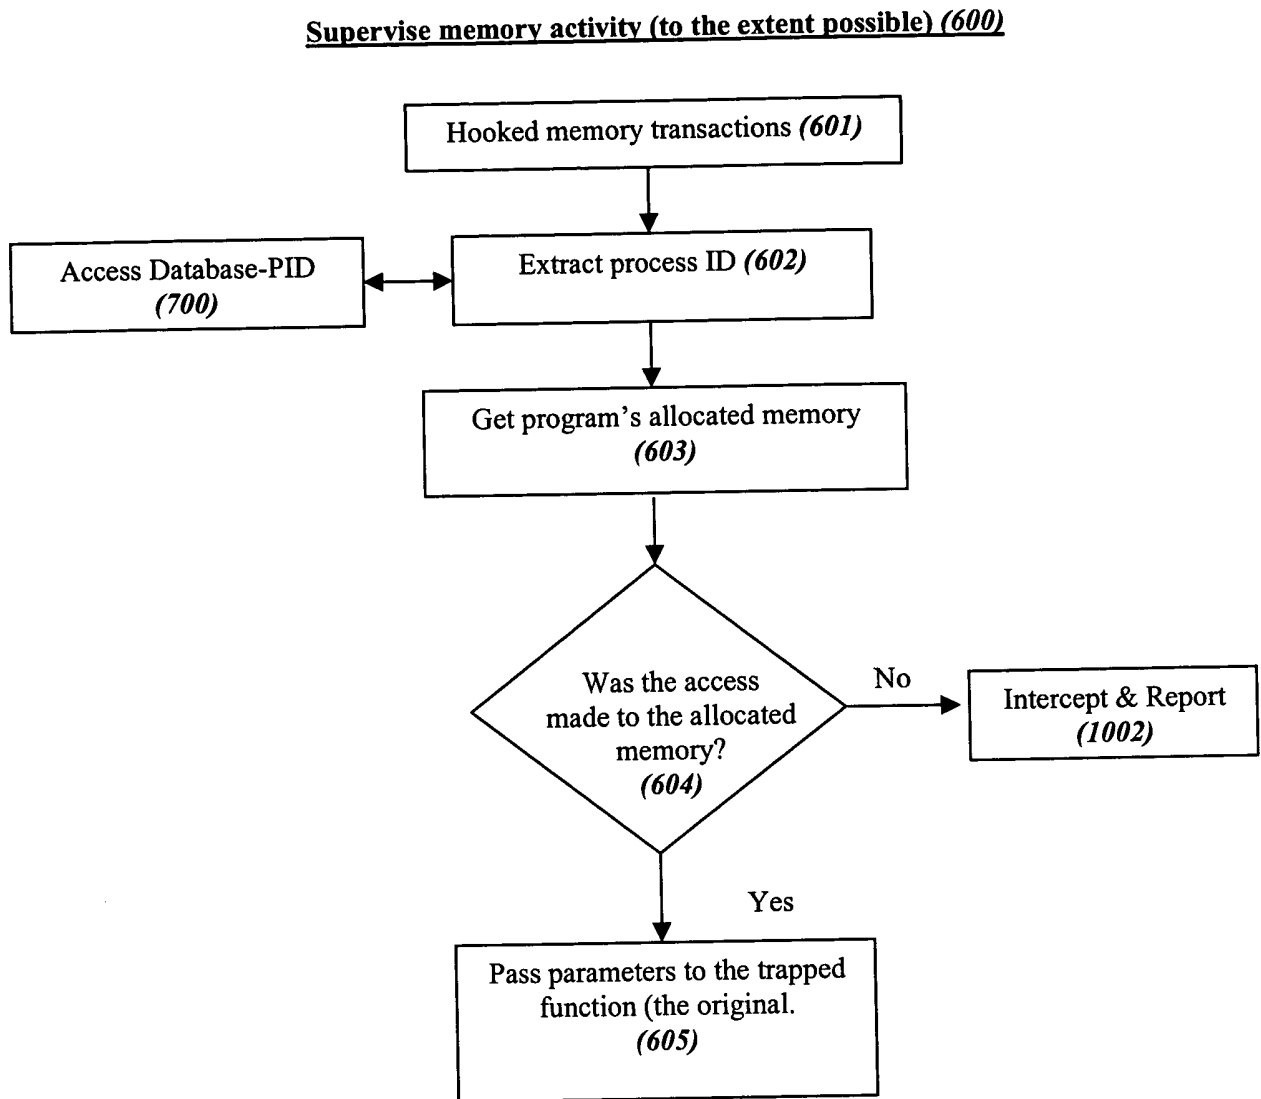 Supervise memory activity (to the extent possible) (600)
Hooked memory transactions (601)
Access Database-PID
(700)
Extract process ID (602)
Get program's allocated memory
(603)
Was the access
made to the allocated
memory?
(604)
No
Intercept & Report
(1002)
Yes
Pass parameters to the trapped
function (the original.
(605)